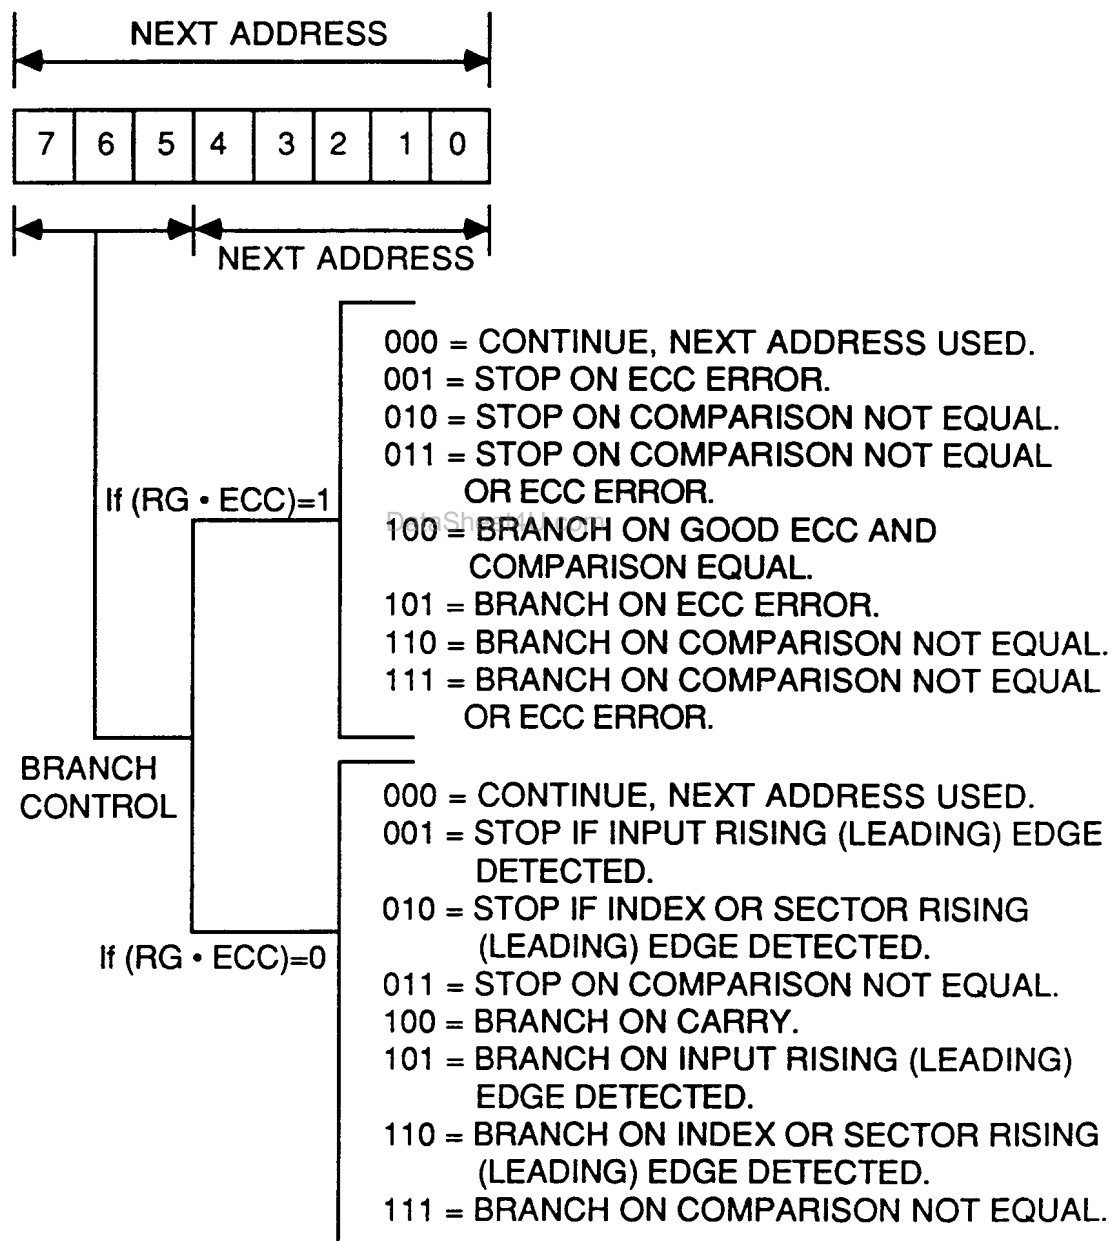 NEXT ADDRESS
7 6 5 4 3 2 1 0
NEXT ADDRESS
000 = CONTINUE, NEXT ADDRESS USED.
001 = STOP ON ECC ERROR.
010 = STOP ON COMPARISON NOT EQUAL.
011 = STOP ON COMPARISON NOT EQUAL
OR ECC ERROR.
If (RG • ECC)=1
DataSheet4U.com
100 = BRANCH ON GOOD ECC AND
COMPARISON EQUAL.
101 = BRANCH ON ECC ERROR.
110 = BRANCH ON COMPARISON NOT EQUAL.
111 = BRANCH ON COMPARISON NOT EQUAL
OR ECC ERROR.
BRANCH
CONTROL
000 = CONTINUE, NEXT ADDRESS USED.
001 = STOP IF INPUT RISING (LEADING) EDGE
DETECTED.
010 = STOP IF INDEX OR SECTOR RISING
(LEADING) EDGE DETECTED.
If (RG • ECC)=0
011 = STOP ON COMPARISON NOT EQUAL.
100 = BRANCH ON CARRY.
101 = BRANCH ON INPUT RISING (LEADING)
EDGE DETECTED.
110 = BRANCH ON INDEX OR SECTOR RISING
(LEADING) EDGE DETECTED.
111 = BRANCH ON COMPARISON NOT EQUAL.